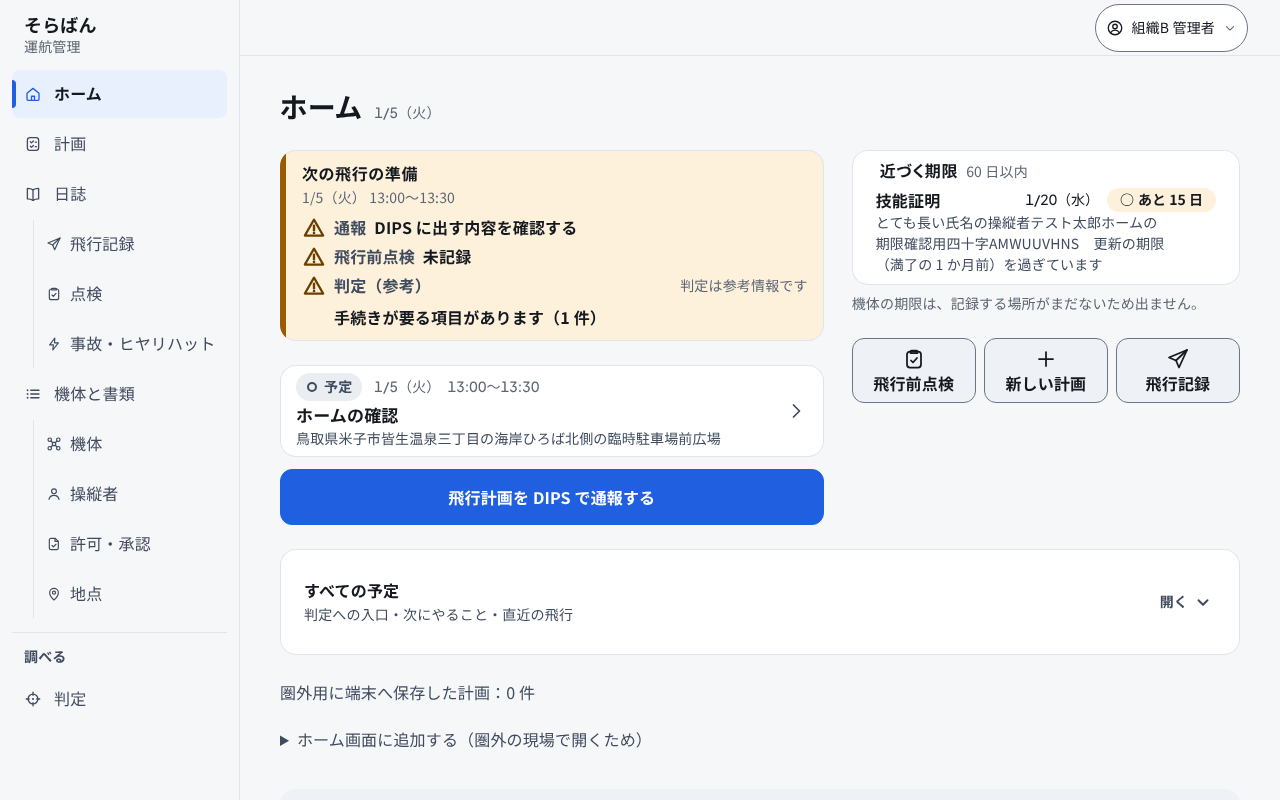 そらばん
運航管理
ホーム
計画
日誌
飛行記録
点検
事故・ヒヤリハット
機体と書類
機体
操縦者
許可・承認
地点
調べる
判定
組織B 管理者
ホーム 1/5（火）
次の飛行の準備
1/5（火） 13:00〜13:30
通報 DIPS に出す内容を確認する
飛行前点検 未記録
判定（参考） 判定は参考情報です
手続きが要る項目があります（1 件）
予定 1/5（火） 13:00〜13:30
ホームの確認
鳥取県米子市皆生温泉三丁目の海岸ひろば北側の臨時駐車場前広場
飛行計画を DIPS で通報する
近づく期限 60 日以内
技能証明 1/20（水） あと 15 日
とても長い氏名の操縦者テスト太郎ホームの
期限確認用四十字AMWUUVHNS　更新の期限
（満了の 1 か月前）を過ぎています
機体の期限は、記録する場所がまだないため出ません。
飛行前点検
新しい計画
飛行記録
すべての予定
判定への入口・次にやること・直近の飛行
開く
圏外用に端末へ保存した計画：0 件
ホーム画面に追加する（圏外の現場で開くため）